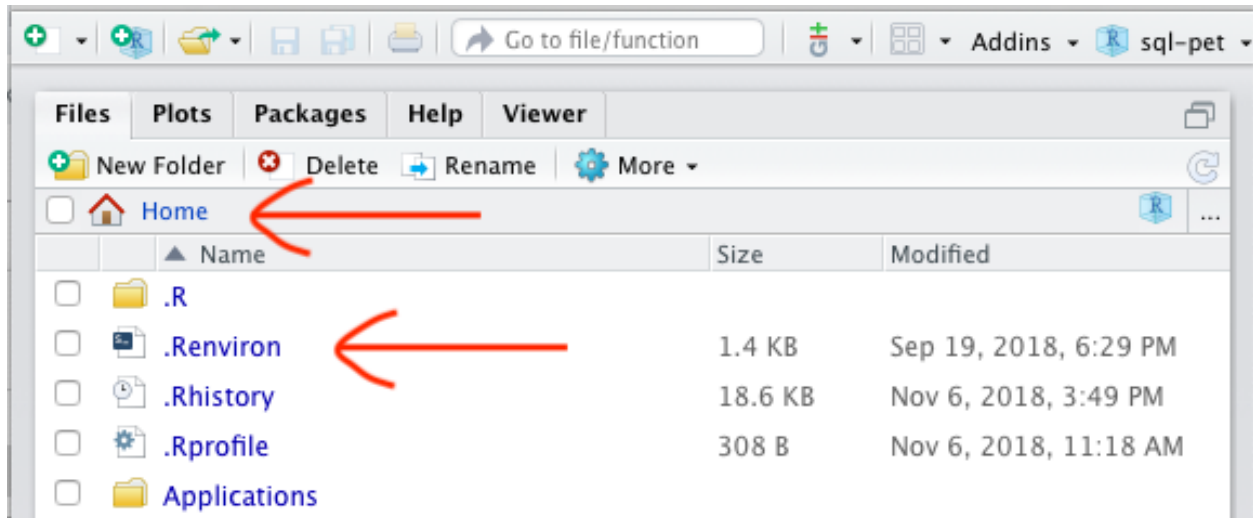 Go to file/function Addins sql-pet
Files Plots Packages Help Viewer
New Folder Delete Rename More
Home ...
Name Size Modified
.R
.Renviron 1.4 KB Sep 19, 2018, 6:29 PM
.Rhistory 18.6 KB Nov 6, 2018, 3:49 PM
.Rprofile 308 B Nov 6, 2018, 11:18 AM
Applications